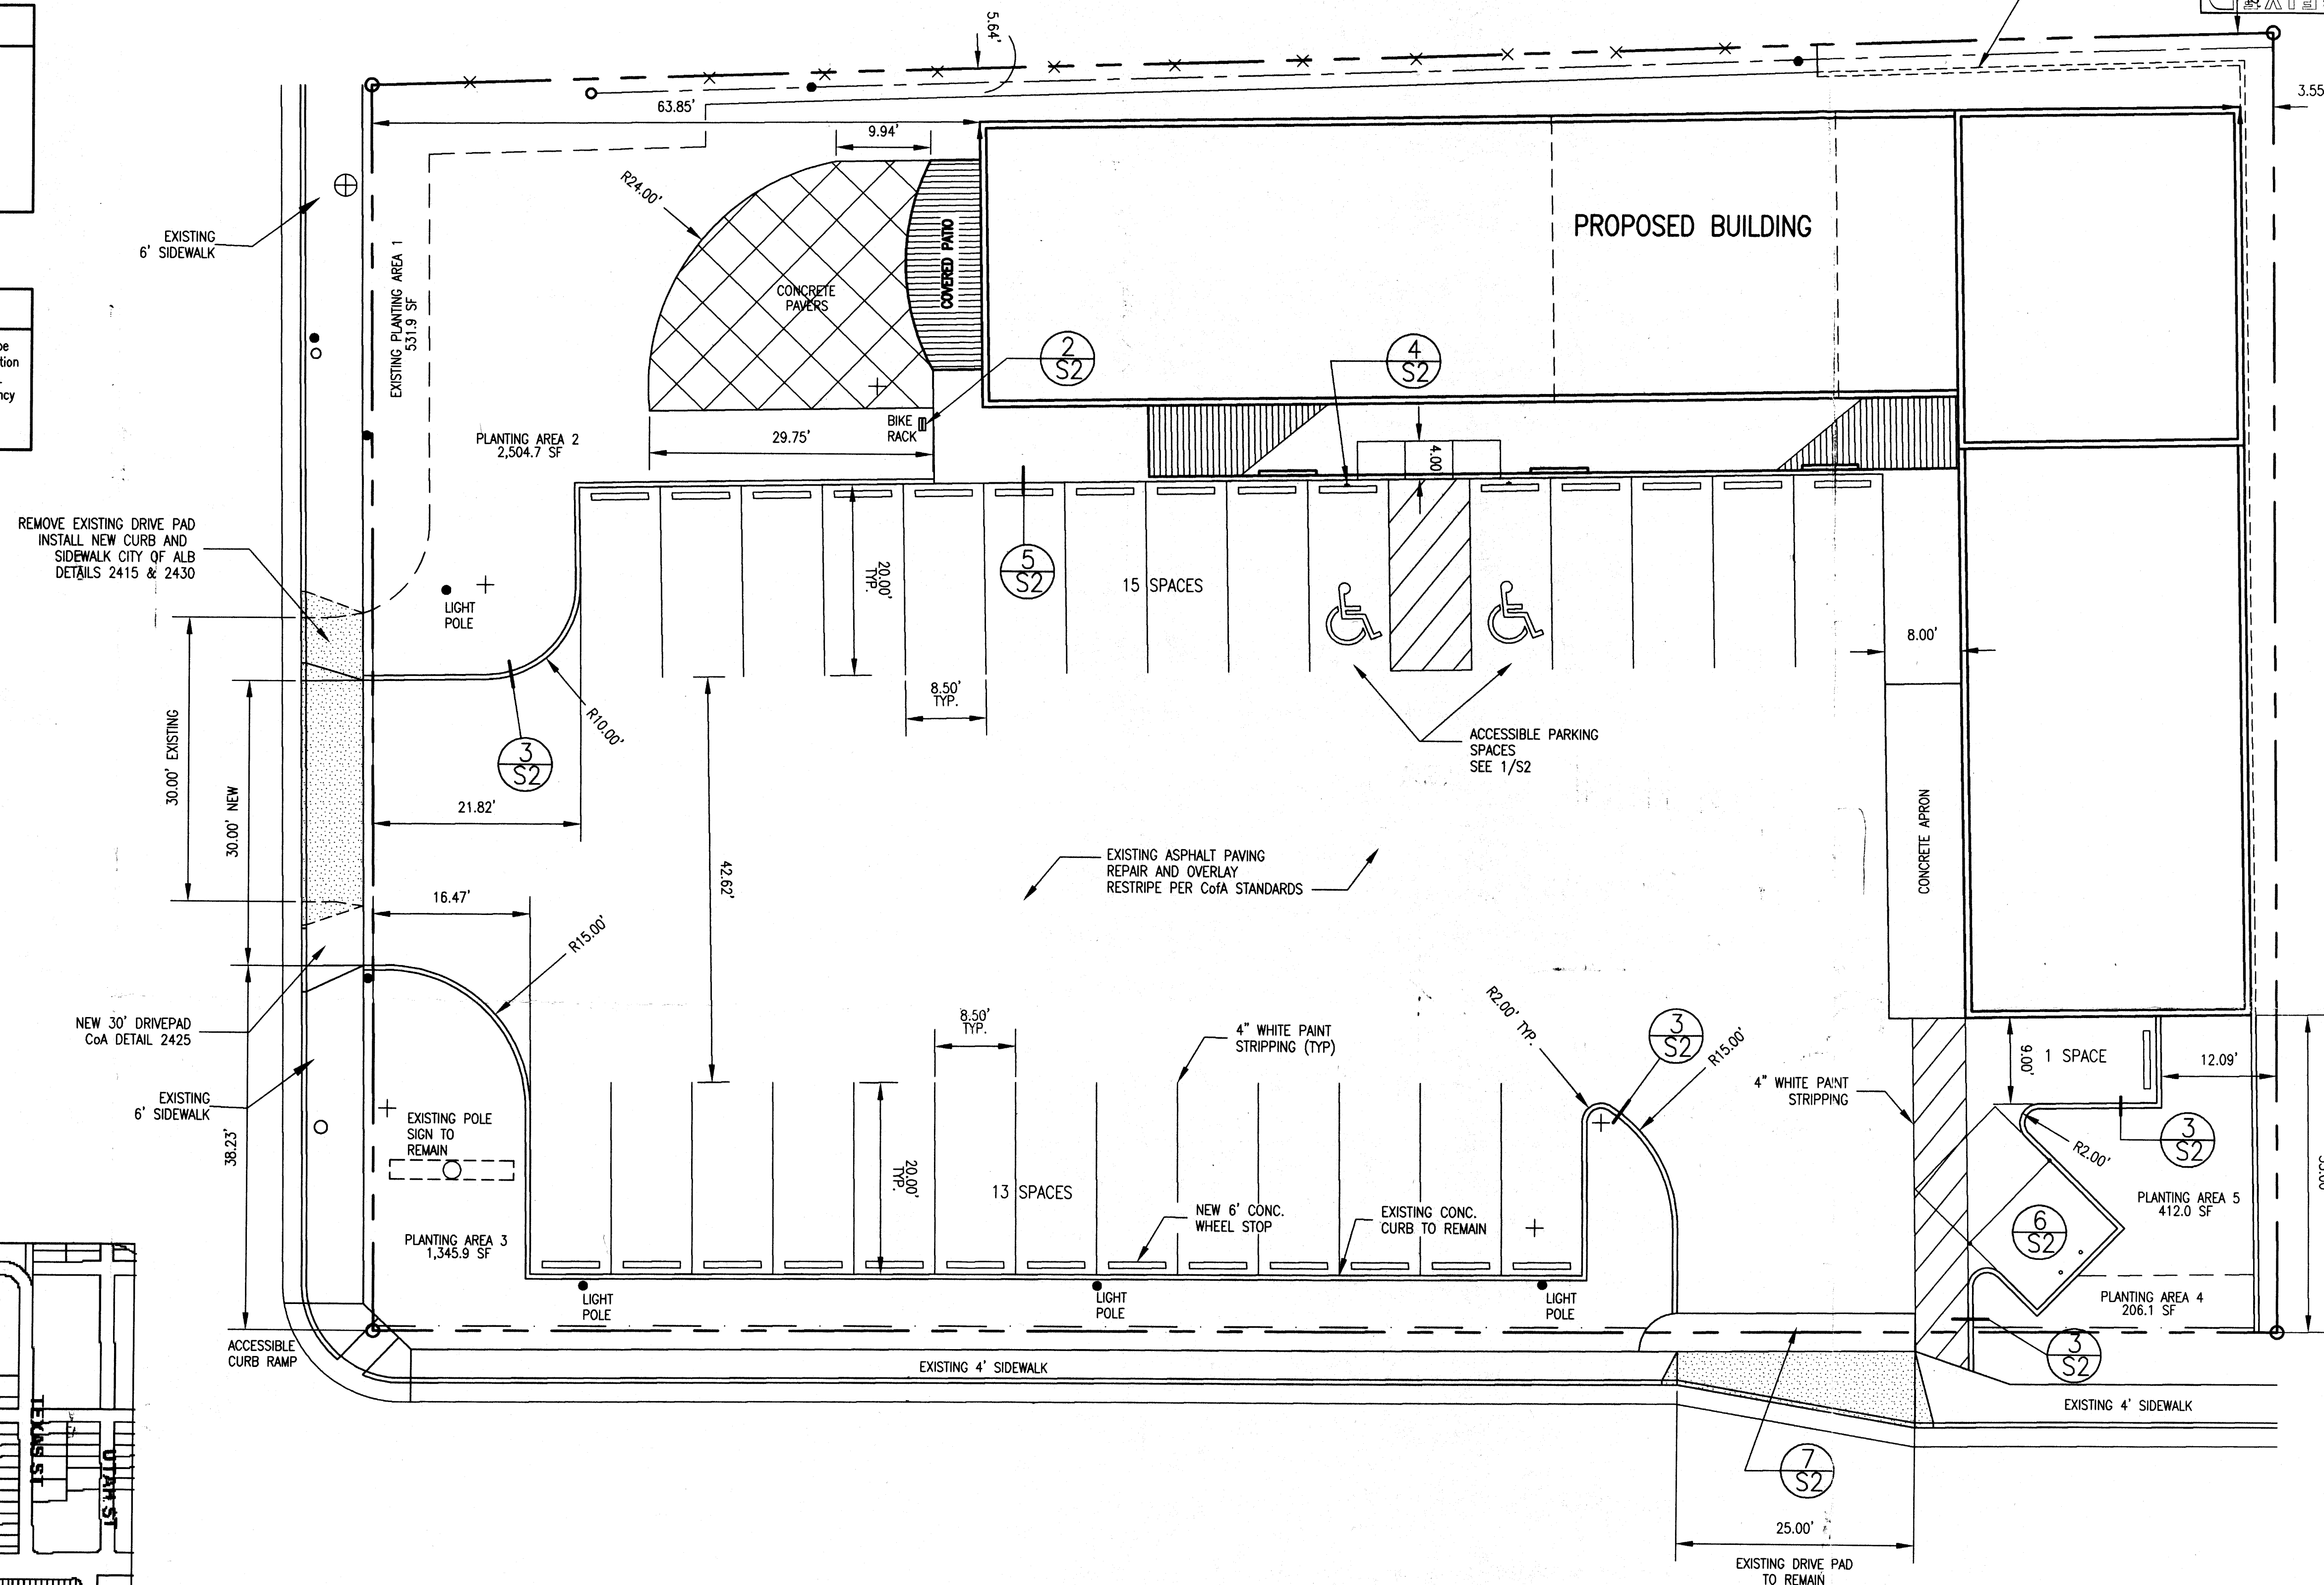 5.64'
3.55
63.85'
9.94'
R24.00'
EXISTING
6' SIDEWALK
EXISTING PLANTING AREA 1
531.9 SF
CONCRETE
PAVERS
COVERED PATIO
PROPOSED BUILDING
2
S2
4
S2
BIKE
RACK
PLANTING AREA 2
2,504.7 SF
29.75'
4.00'
REMOVE EXISTING DRIVE PAD
INSTALL NEW CURB AND
SIDEWALK CITY OF ALB
DETAILS 2415 & 2430
LIGHT
POLE
20.00'
TYP.
5
S2
15 SPACES
8.00'
30.00' EXISTING
30.00' NEW
R10.00'
8.50'
TYP.
3
S2
ACCESSIBLE PARKING
SPACES
SEE 1/S2
21.82'
42.62'
EXISTING ASPHALT PAVING
REPAIR AND OVERLAY
RESTRIPE PER CofA STANDARDS
CONCRETE APRON
16.47'
R15.00'
NEW 30' DRIVEPAD
CoA DETAIL 2425
8.50'
TYP.
4" WHITE PAINT
STRIPPING (TYP)
R2.00' TYP.
3
S2
R15.00'
9.00'
1 SPACE
12.09'
4" WHITE PAINT
STRIPPING
EXISTING
6' SIDEWALK
38.23'
EXISTING POLE
SIGN TO
REMAIN
20.00'
TYP.
13 SPACES
NEW 6' CONC.
WHEEL STOP
EXISTING CONC.
CURB TO REMAIN
3
S2
R2.00'
PLANTING AREA 5
412.0 SF
6
S2
PLANTING AREA 3
1,345.9 SF
LIGHT
POLE
LIGHT
POLE
LIGHT
POLE
PLANTING AREA 4
206.1 SF
ACCESSIBLE
CURB RAMP
EXISTING 4' SIDEWALK
3
S2
EXISTING 4' SIDEWALK
7
S2
25.00'
EXISTING DRIVE PAD
TO REMAIN
TEXAS ST
UTAH ST